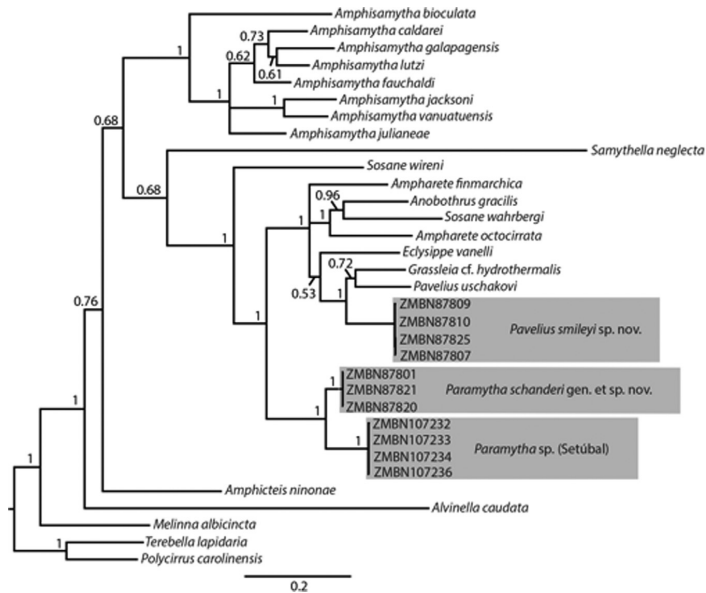 Amphisamytha bioculata
1
0.73
Amphisamytha caldarei
Amphisamytha galapagensis
0.62
Amphisamytha lutzi
0.61
Amphisamytha fauchaldi
1
1
Amphisamytha jacksoni
Amphisamytha vanuatuensis
0.68
Amphisamytha julianeae
Samythella neglecta
Sosane wireni
0.68
Ampharete finmarchica
0.96
Anobothrus gracilis
1
1
Sosane wahrbergi
Ampharete octocirrata
1
Eclysippe vanelli
0.72
Grassleia cf. hydrothermalis
0.53
1
Pavelius uschakovi
0.76
ZMBN87809
ZMBN87810
Pavelius smileyi sp. nov.
1
ZMBN87825
ZMBN87807
1
ZMBN87801
ZMBN87821
Paramytha schanderi gen. et sp. nov.
1
1
ZMBN87820
ZMBN107232
1
ZMBN107233
Paramytha sp. (Setúbal)
ZMBN107234
1
ZMBN107236
Amphicteis ninonae
Alvinella caudata
Melinna albicincta
1
Terebella lapidaria
Polycirrus carolinensis
0.2